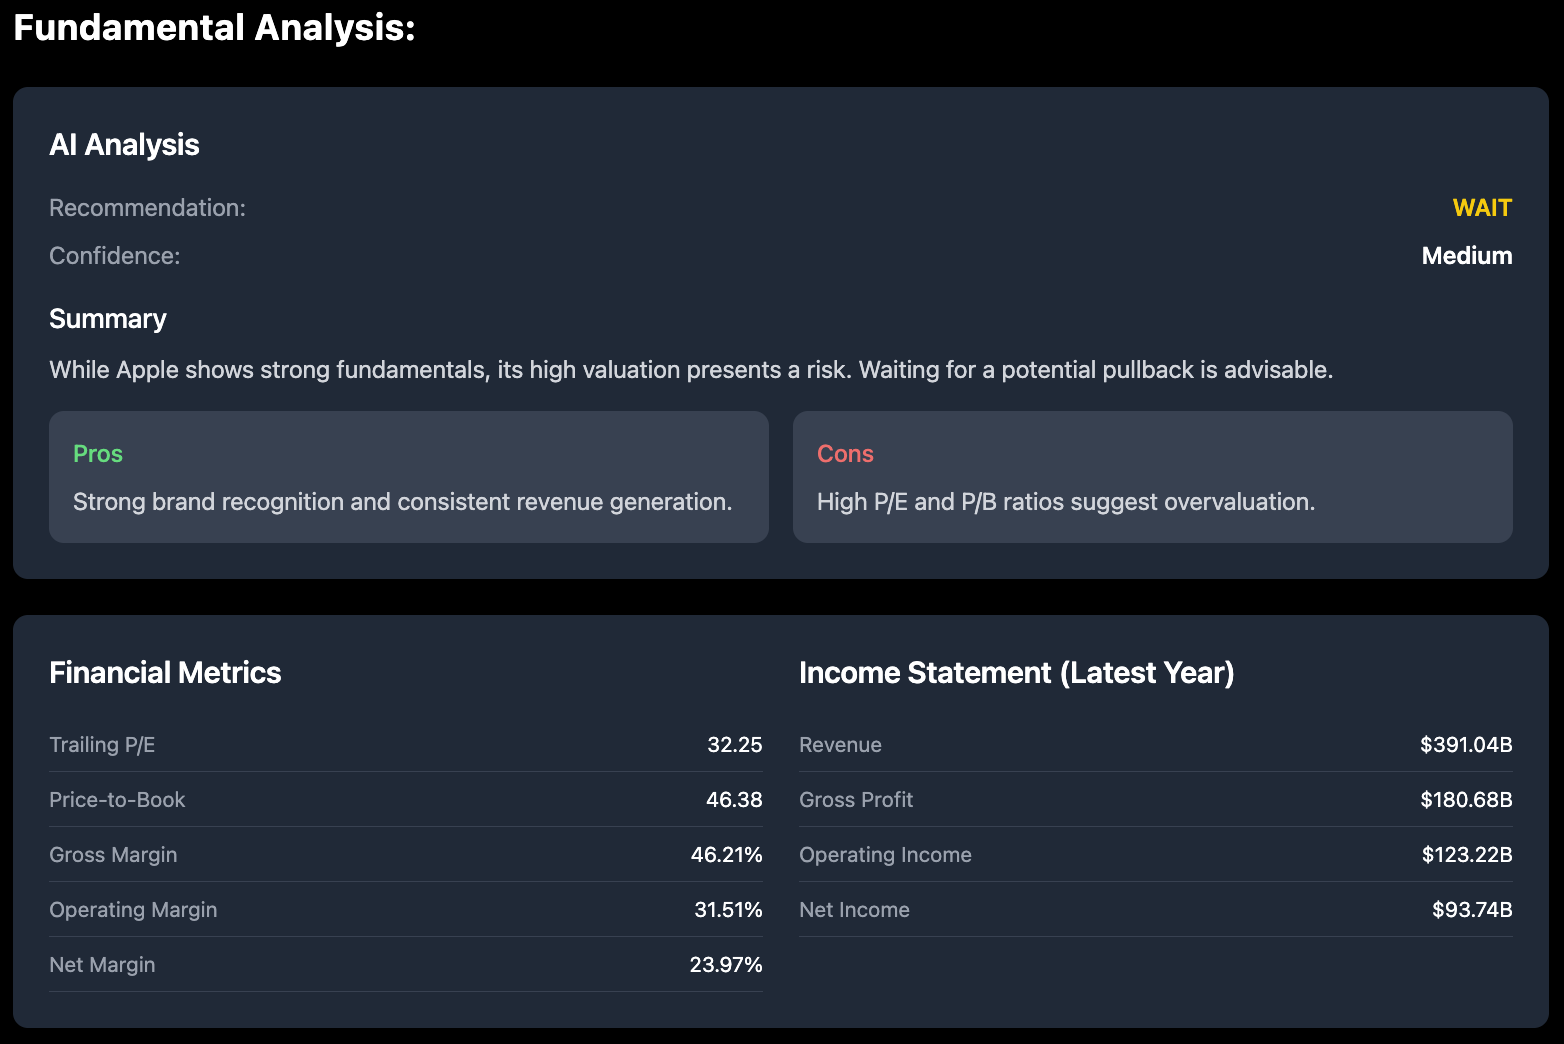 Fundamental Analysis:
AI Analysis
Recommendation: WAIT
Confidence: Medium
Summary
While Apple shows strong fundamentals, its high valuation presents a risk. Waiting for a potential pullback is advisable.
Pros
Strong brand recognition and consistent revenue generation.
Cons
High P/E and P/B ratios suggest overvaluation.
Financial Metrics
Trailing P/E 32.25
Price-to-Book 46.38
Gross Margin 46.21%
Operating Margin 31.51%
Net Margin 23.97%
Income Statement (Latest Year)
Revenue $391.04B
Gross Profit $180.68B
Operating Income $123.22B
Net Income $93.74B